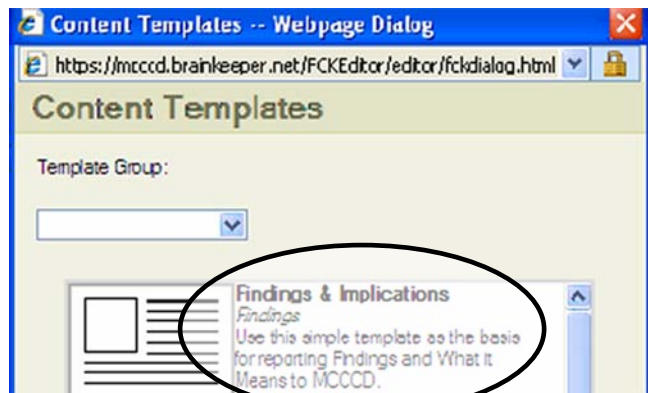 Content Templates -- Webpage Dialog
https://mcccd.brainkeeper.net/FCKEditor/editor/fckdialog.html
Content Templates
Template Group:
Findings & Implications
Findings
Use this simple template as the basis
for reporting Findings and What it
Means to MCCCD.